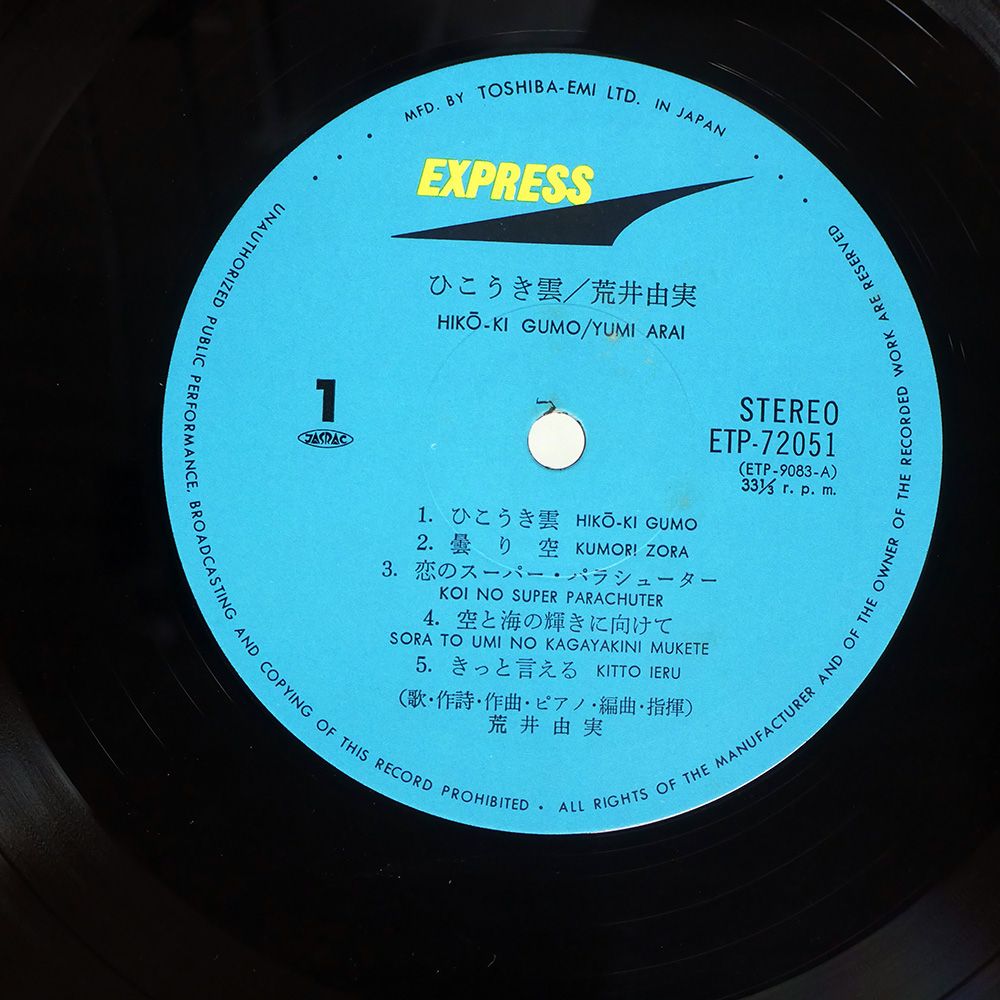 MFD. BY TOSHIBA-EMI LTD. IN JAPAN
EXPRESS
ひこうき雲/荒井由実
HIKŌ-KI GUMO/YUMI ARAI
1
JASRAC
STEREO
ETP-72051
(ETP-9083-A)
33⅓ r. p. m.
1. ひこうき雲 HIKŌ-KI GUMO
2.曇り空 KUMORI ZORA
3. 恋のスーパー・パラシューター
KOI NO SUPER PARACHUTER
4. 空と海の輝きに向けて
SORA TO UMI NO KAGAYAKINI MUKETE
5. きっと言える KITTO IERU
(歌・作詩・作曲・ピアノ・編曲・指揮)
荒井由実
UNAUTHORIZED PUBLIC PERFORMANCE, BROADCASTING AND COPYING OF THIS RECORD PROHIBITED • ALL RIGHTS OF THE MANUFACTURER AND OF THE OWNER OF THE RECORDED WORK ARE RESERVED